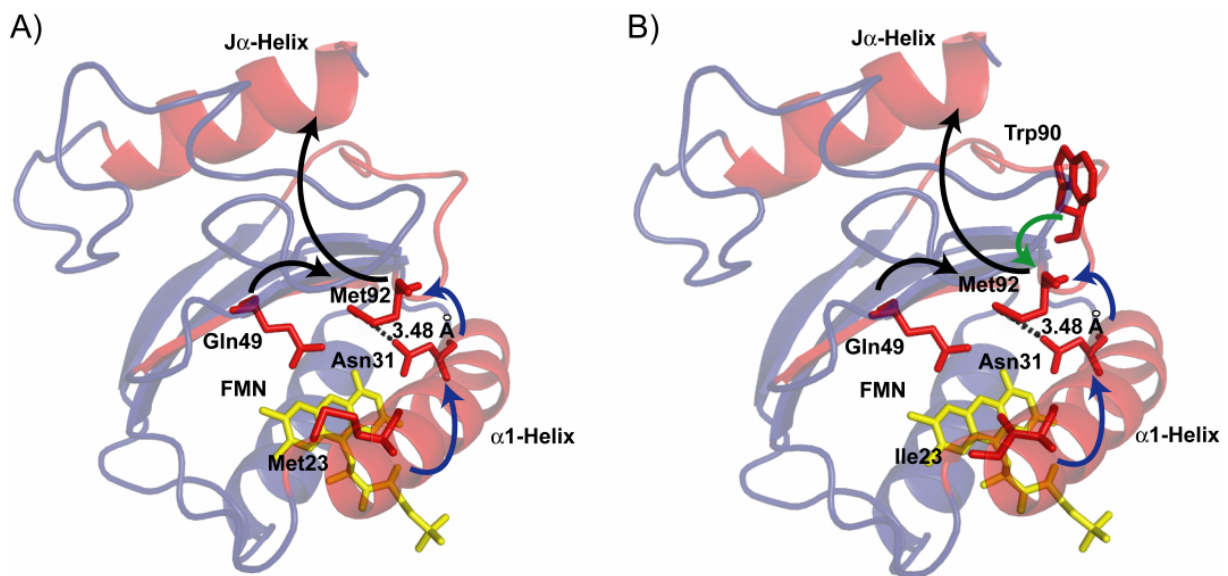 A)
Jα-Helix
Met92
3.48 Å
Gln49
Asn31
FMN
Met23
α1-Helix
B)
Jα-Helix
Trp90
Met92
3.48 Å
Gln49
Asn31
FMN
Ile23
α1-Helix